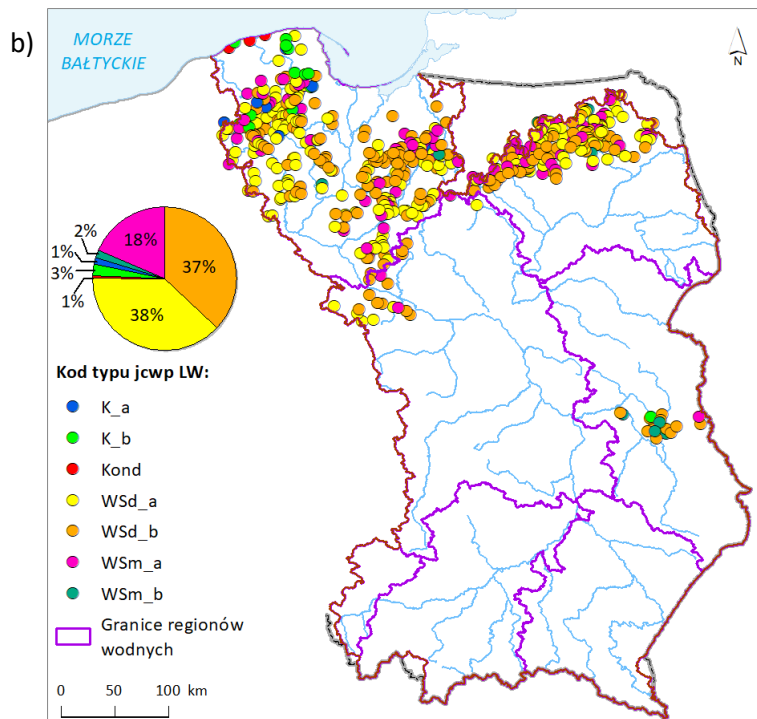 b)
MORZE
BAŁTYCKIE
N
2%
1%
3%
1%
18%
37%
38%
Kod typu jcwp LW:
K_a
K_b
Kond
WSd_a
WSd_b
WSm_a
WSm_b
Granice regionów
wodnych
0 50 100 km